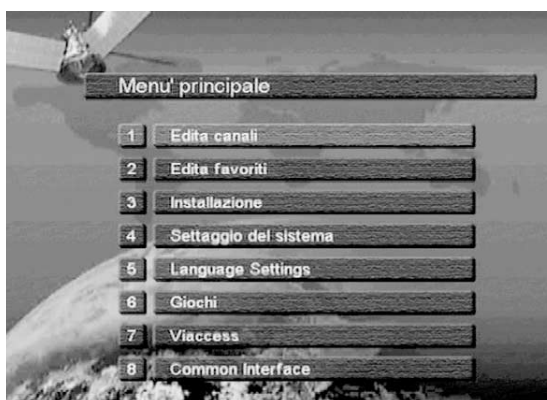 Menu' principale
1 Edita canali
2 Edita favoriti
3 Installazione
4 Settaggio del sistema
5 Language Settings
6 Giochi
7 Viaccess
8 Common Interface